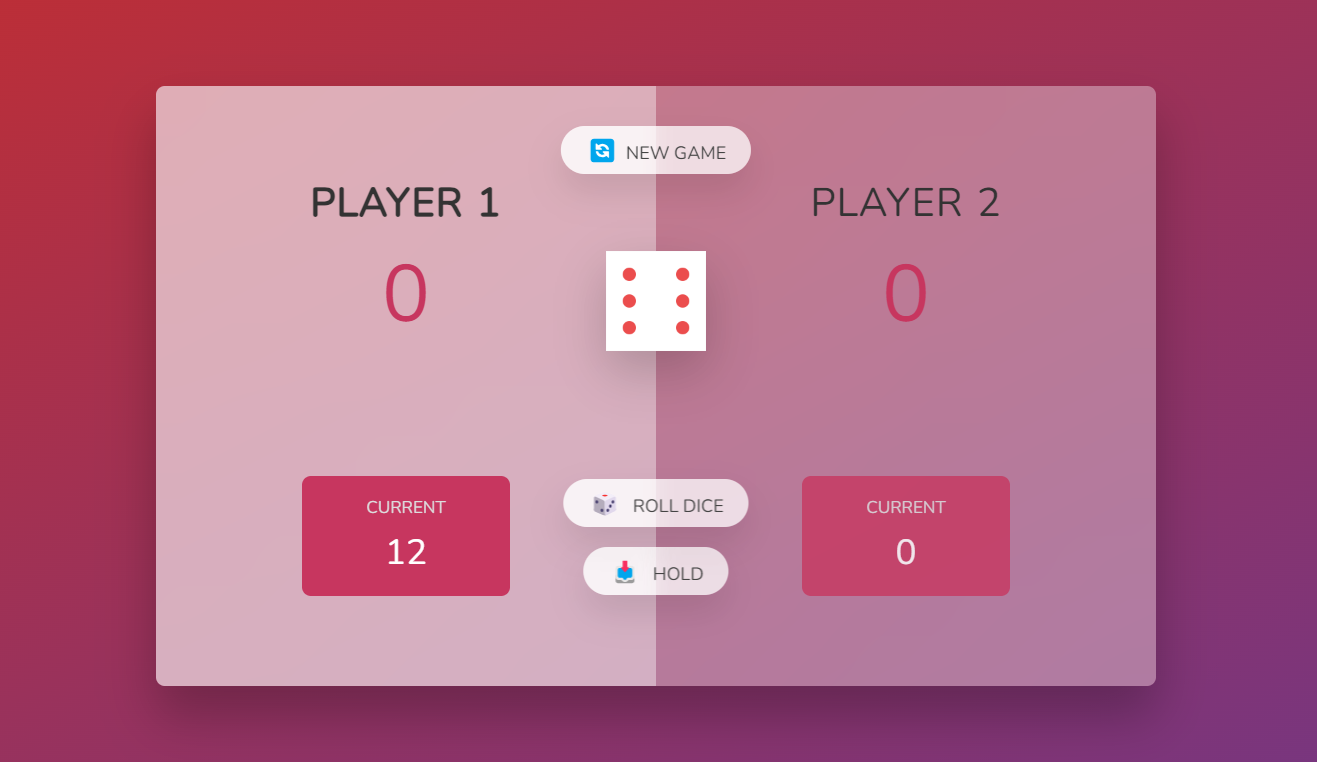 NEW GAME
PLAYER 1
0
PLAYER 2
0
CURRENT
12
ROLL DICE
HOLD
CURRENT
0